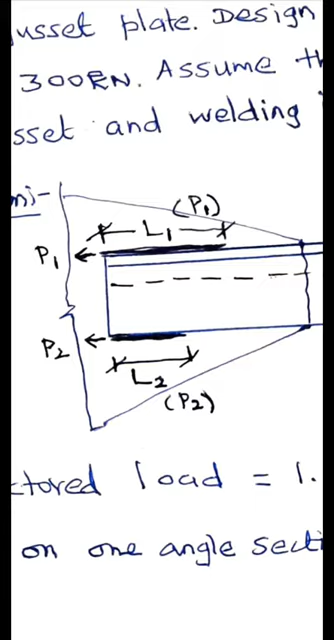 usset plate. Design
300KN. Assume th
sset and welding
(P1)
L1
P1
P2
L2
(P2)
ctored load = 1.
on one angle secti